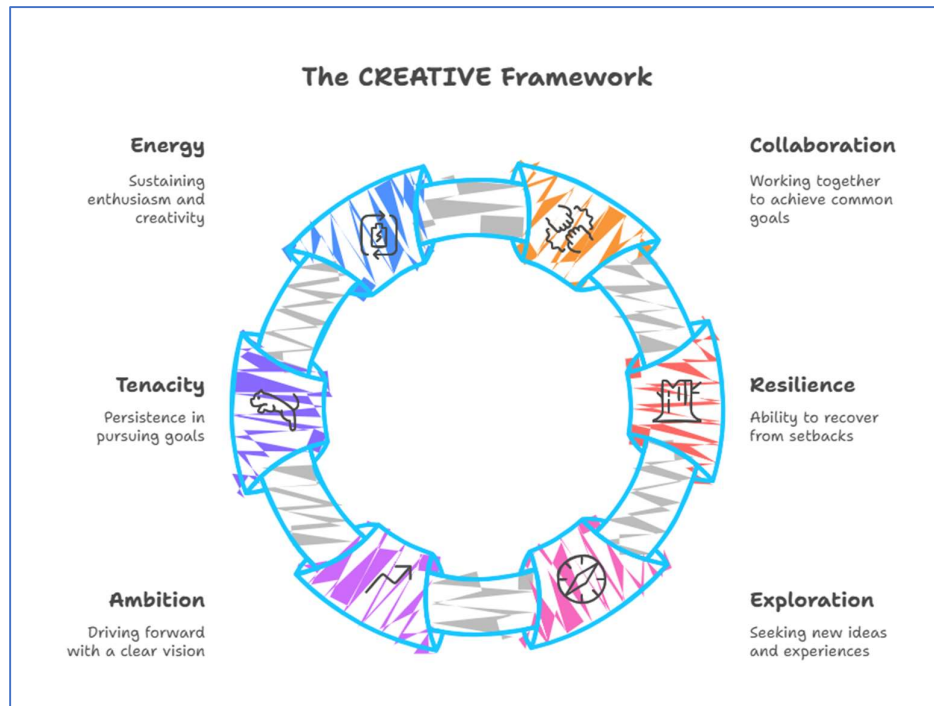 The CREATIVE Framework
Energy
Sustaining
enthusiasm and
creativity
Collaboration
Working together
to achieve common
goals
Tenacity
Persistence in
pursuing goals
Resilience
Ability to recover
from setbacks
Ambition
Driving forward
with a clear vision
Exploration
Seeking new ideas
and experiences